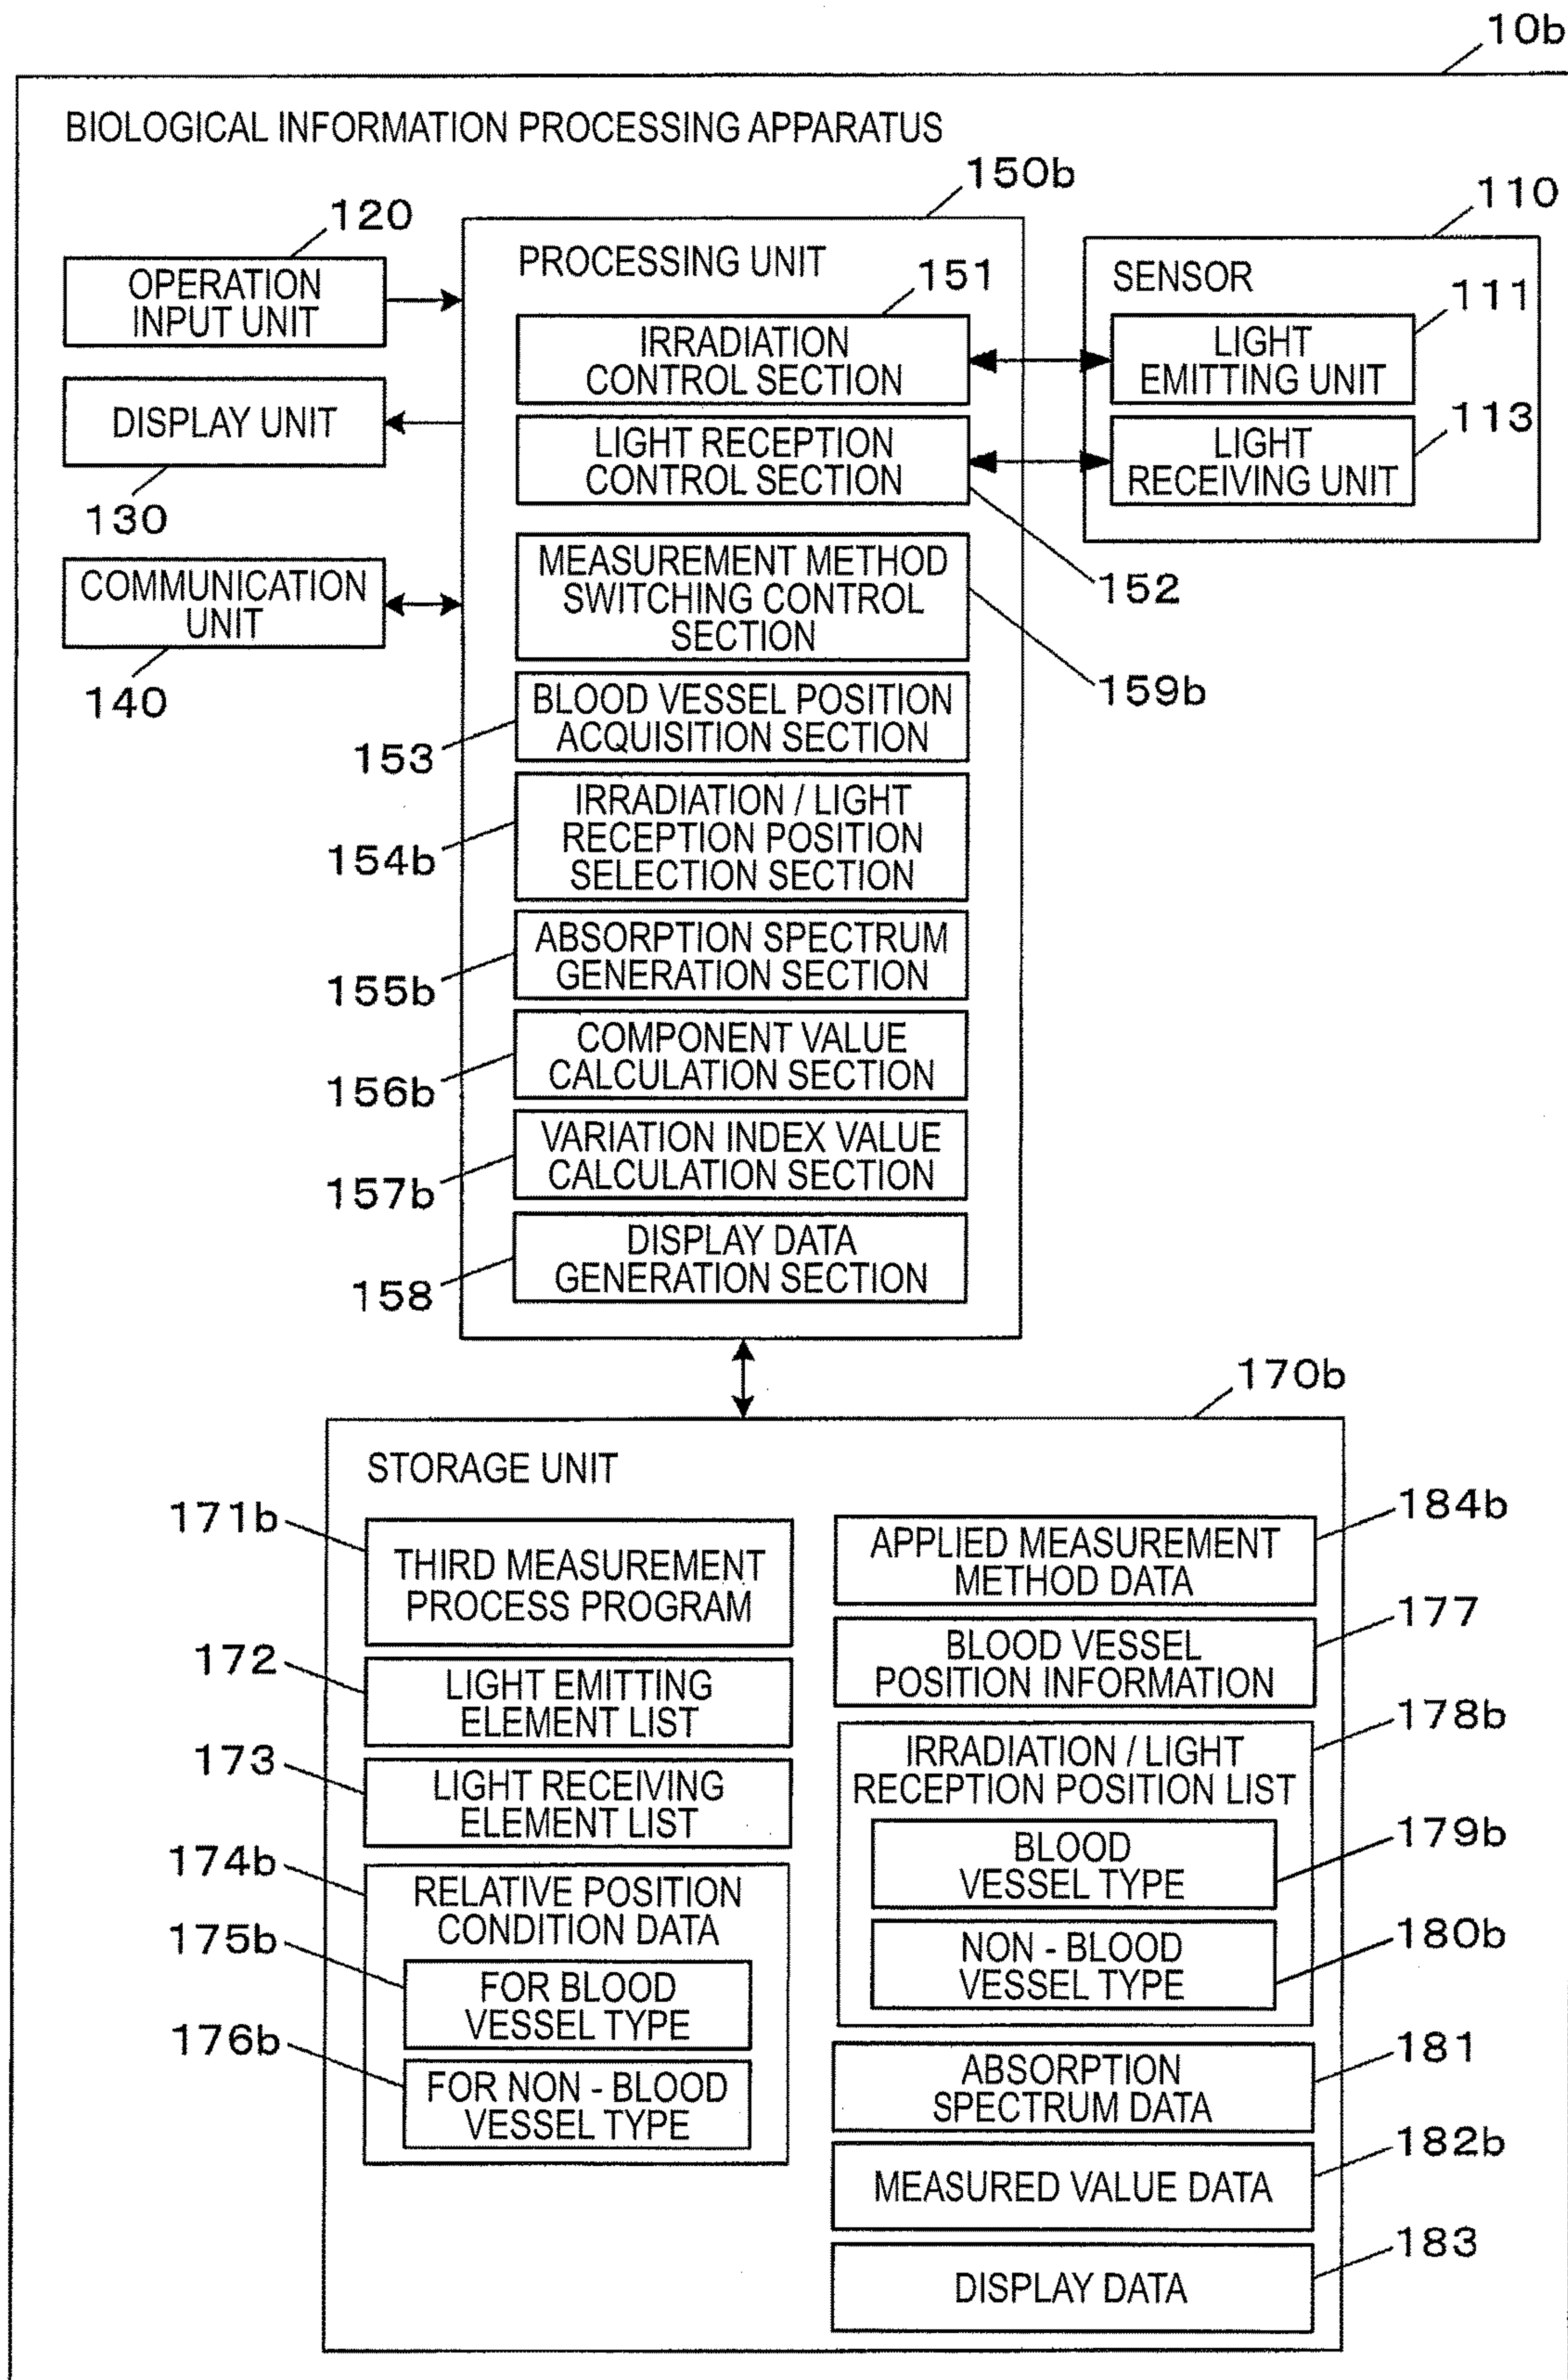 10b
BIOLOGICAL INFORMATION PROCESSING APPARATUS
120
OPERATION
INPUT UNIT
DISPLAY UNIT
130
COMMUNICATION
UNIT
140
150b
PROCESSING UNIT
151
IRRADIATION
CONTROL SECTION
LIGHT RECEPTION
CONTROL SECTION
152
MEASUREMENT METHOD
SWITCHING CONTROL
SECTION
159b
BLOOD VESSEL POSITION
ACQUISITION SECTION
153
IRRADIATION / LIGHT
RECEPTION POSITION
SELECTION SECTION
154b
ABSORPTION SPECTRUM
GENERATION SECTION
155b
COMPONENT VALUE
CALCULATION SECTION
156b
VARIATION INDEX VALUE
CALCULATION SECTION
157b
DISPLAY DATA
GENERATION SECTION
158
110
SENSOR
111
LIGHT
EMITTING UNIT
113
LIGHT
RECEIVING UNIT
170b
STORAGE UNIT
171b
THIRD MEASUREMENT
PROCESS PROGRAM
172
LIGHT EMITTING
ELEMENT LIST
173
LIGHT RECEIVING
ELEMENT LIST
174b
RELATIVE POSITION
CONDITION DATA
175b
FOR BLOOD
VESSEL TYPE
176b
FOR NON - BLOOD
VESSEL TYPE
184b
APPLIED MEASUREMENT
METHOD DATA
177
BLOOD VESSEL
POSITION INFORMATION
178b
IRRADIATION / LIGHT
RECEPTION POSITION LIST
179b
BLOOD
VESSEL TYPE
180b
NON - BLOOD
VESSEL TYPE
181
ABSORPTION
SPECTRUM DATA
182b
MEASURED VALUE DATA
183
DISPLAY DATA